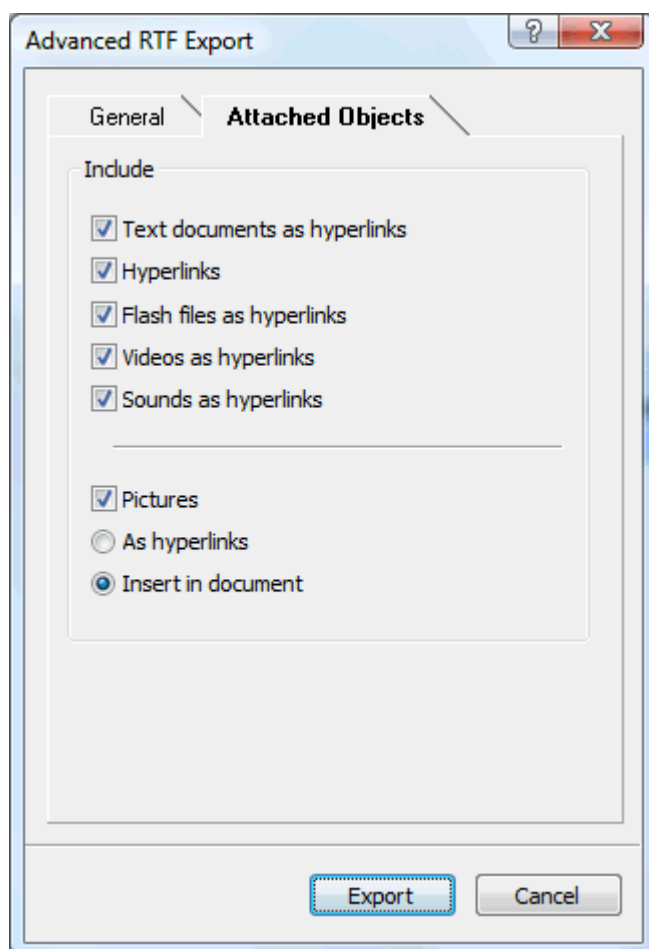 Advanced RTF Export
General Attached Objects
Include
Text documents as hyperlinks
Hyperlinks
Flash files as hyperlinks
Videos as hyperlinks
Sounds as hyperlinks
Pictures
As hyperlinks
Insert in document
Export Cancel